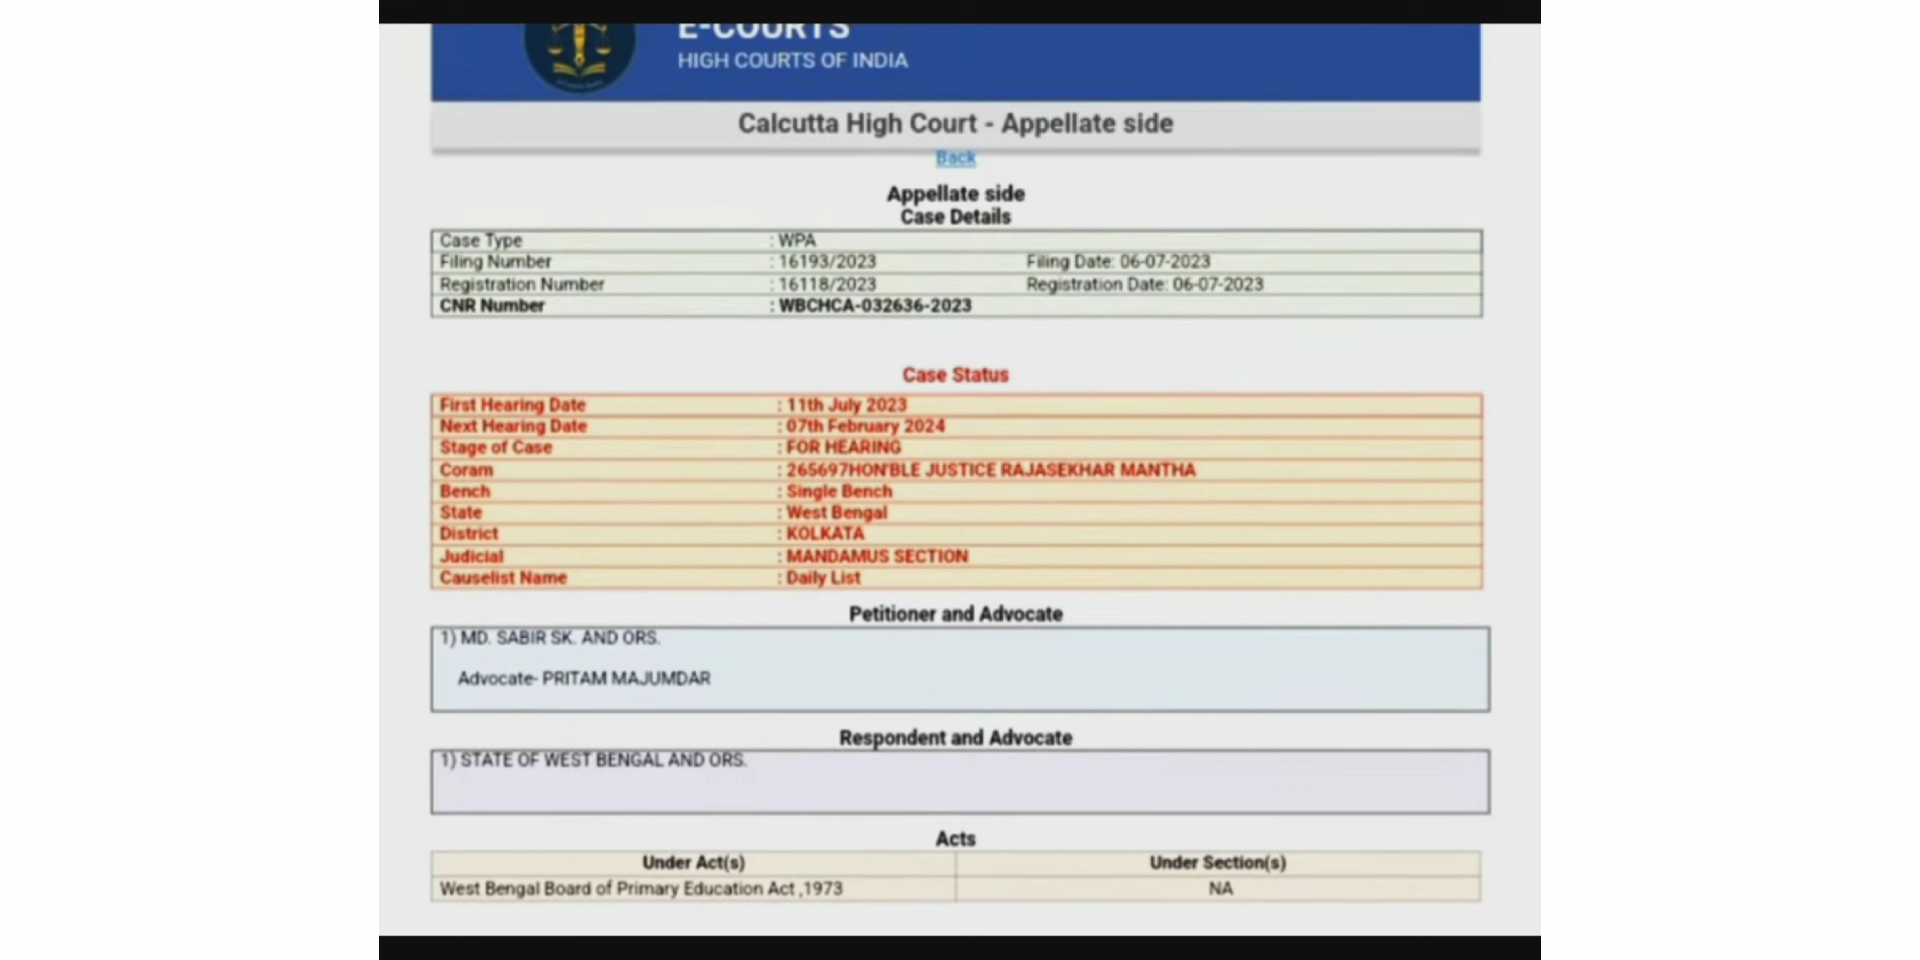 E-COURTS
HIGH COURTS OF INDIA
Calcutta High Court - Appellate side
Back
Appellate side
Case Details
Case Type : WPA
Filing Number : 16193/2023 Filing Date: 06-07-2023
Registration Number : 16118/2023 Registration Date: 06-07-2023
CNR Number : WBCHCA-032636-2023
Case Status
First Hearing Date : 11th July 2023
Next Hearing Date : 07th February 2024
Stage of Case : FOR HEARING
Coram : 265697HON'BLE JUSTICE RAJASEKHAR MANTHA
Bench : Single Bench
State : West Bengal
District : KOLKATA
Judicial : MANDAMUS SECTION
Causelist Name : Daily List
Petitioner and Advocate
1) MD. SABIR SK. AND ORS.
Advocate- PRITAM MAJUMDAR
Respondent and Advocate
1) STATE OF WEST BENGAL AND ORS.
Acts
Under Act(s) Under Section(s)
West Bengal Board of Primary Education Act ,1973 NA